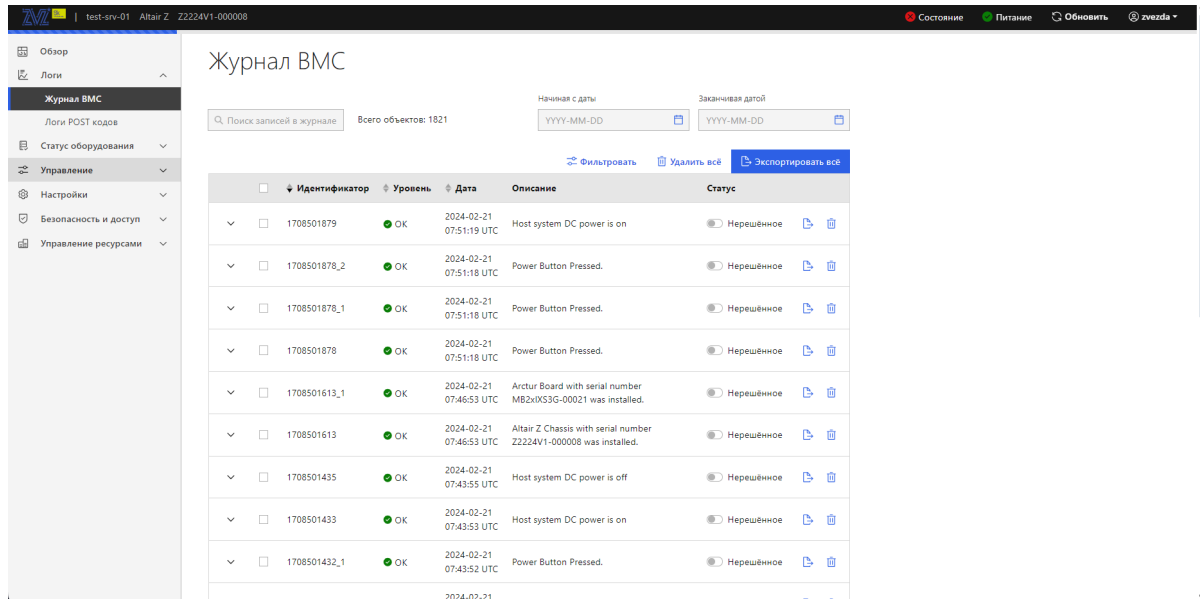 ZVZ | test-srv-01 Altair Z Z2224V1-000008 Состояние Питание Обновить zvezda
Обзор
Логи
Журнал BMC
Логи POST кодов
Статус оборудования
Управление
Настройки
Безопасность и доступ
Управление ресурсами
Журнал BMC
Начиная с даты Заканчивая датой
Поиск записей в журнале Всего объектов: 1821 YYYY-MM-DD YYYY-MM-DD
Фильтровать Удалить всё Экспортировать всё
Идентификатор Уровень Дата Описание Статус
2024-02-21
1708501879 OK Host system DC power is on Нерешённое
07:51:19 UTC
2024-02-21
1708501878_2 OK Power Button Pressed. Нерешённое
07:51:18 UTC
2024-02-21
1708501878_1 OK Power Button Pressed. Нерешённое
07:51:18 UTC
2024-02-21
1708501878 OK Power Button Pressed. Нерешённое
07:51:18 UTC
2024-02-21 Arctur Board with serial number
1708501613_1 OK Нерешённое
07:46:53 UTC MB2xIXS3G-00021 was installed.
2024-02-21 Altair Z Chassis with serial number
1708501613 OK Нерешённое
07:46:53 UTC Z2224V1-000008 was installed.
2024-02-21
1708501435 OK Host system DC power is off Нерешённое
07:43:55 UTC
2024-02-21
1708501433 OK Host system DC power is on Нерешённое
07:43:53 UTC
2024-02-21
1708501432_1 OK Power Button Pressed. Нерешённое
07:43:52 UTC
2024-02-21